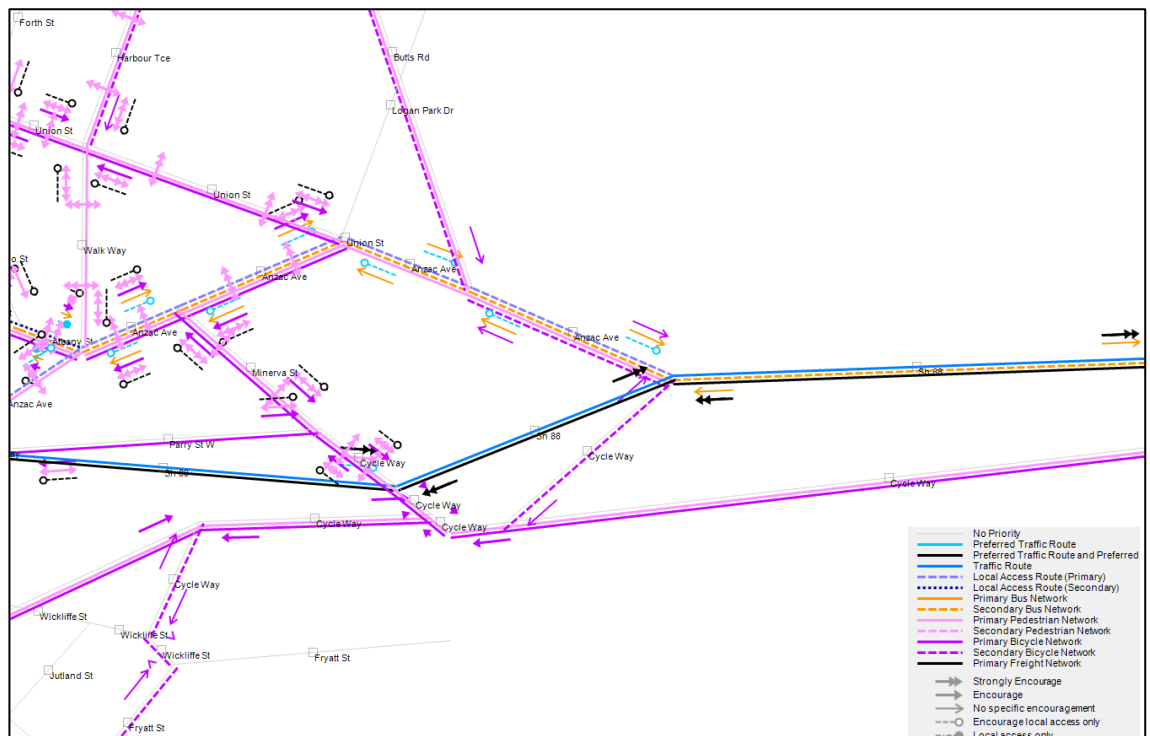 Forth St
Harbour Tce
Butts Rd
Logan Park Dr
Union St
Union St
Union St
Walk Way
Anzac Ave
Anzac Ave
Anzac Ave
Anzac Ave
Albany St
Anzac Ave
Minerva St
Sh 88
Parry St W
Sh 88
Sh 88
Cycle Way
Cycle Way
Cycle Way
Cycle Way
Cycle Way
Cycle Way
Cycle Way
Wickliffe St
Wickliffe St
Wickliffe St
Fryatt St
Jutland St
Fryatt St
No Priority
Preferred Traffic Route
Preferred Traffic Route and Preferred
Traffic Route
Local Access Route (Primary)
Local Access Route (Secondary)
Primary Bus Network
Secondary Bus Network
Primary Pedestrian Network
Secondary Pedestrian Network
Primary Bicycle Network
Secondary Bicycle Network
Primary Freight Network
Strongly Encourage
Encourage
No specific encouragement
Encourage local access only
Local access only